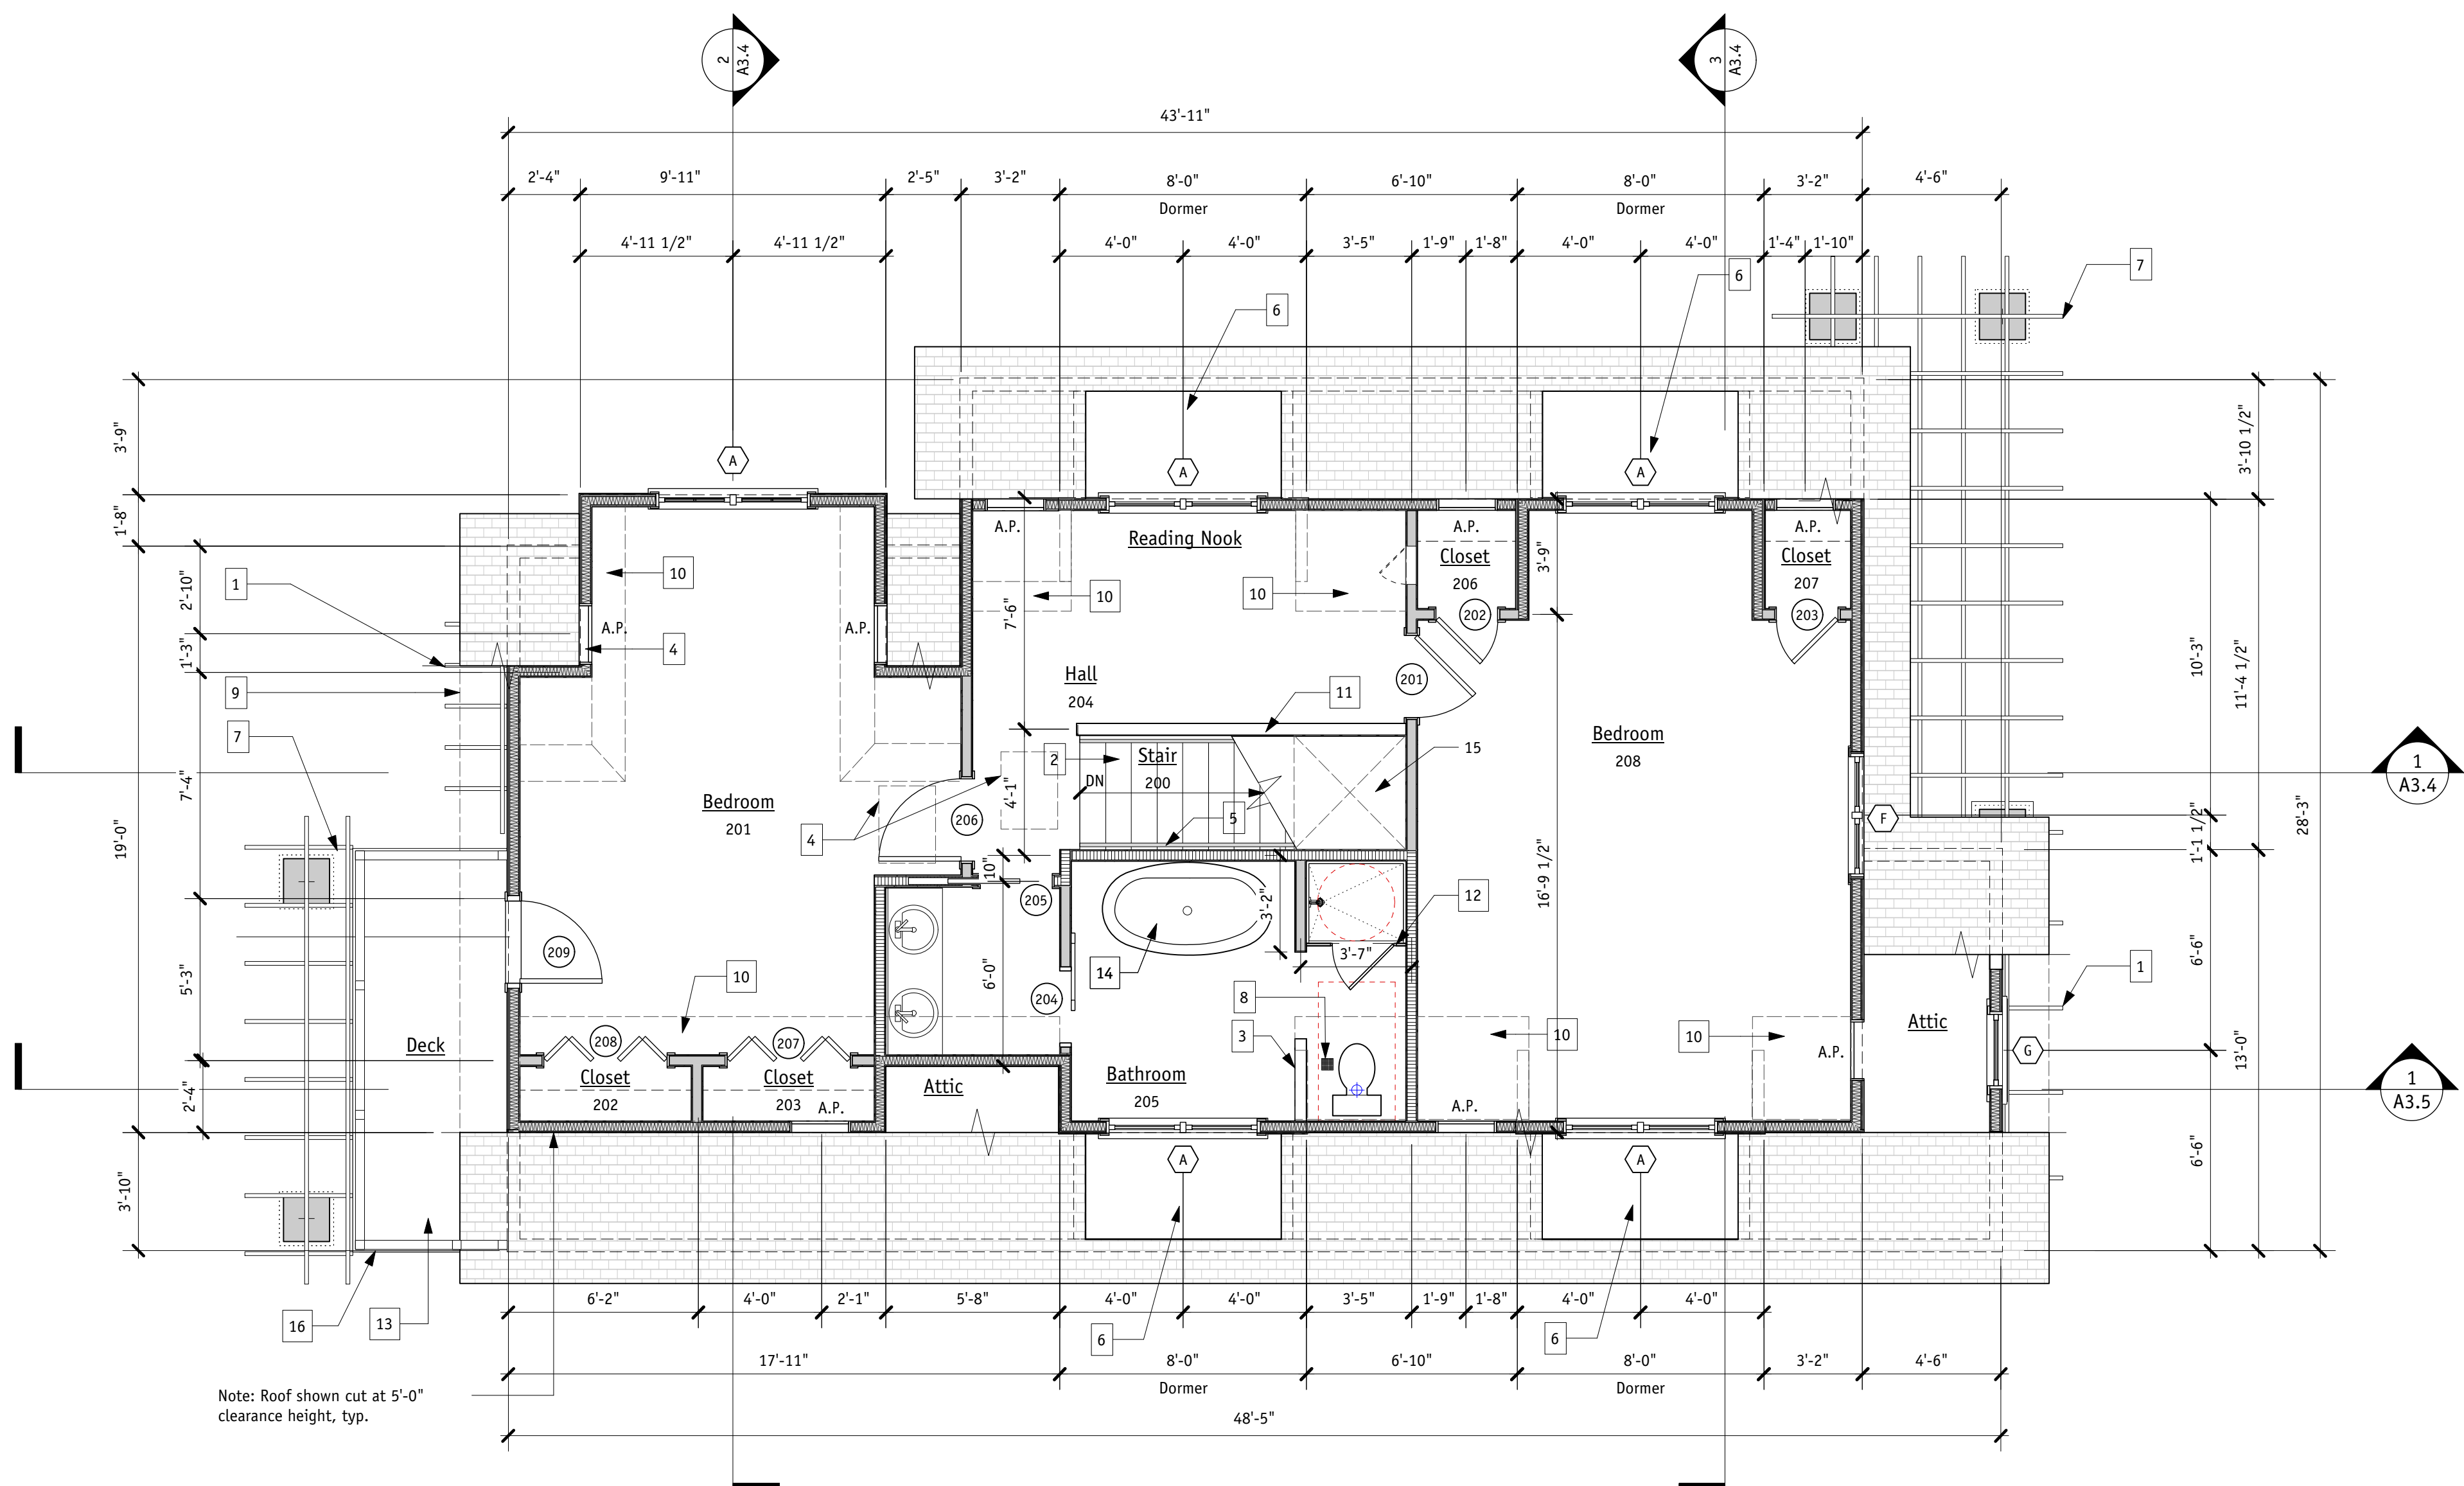 2
A3.4
3
A3.4
43'-11"
2'-4"
9'-11"
2'-5"
3'-2"
8'-0"
Dormer
6'-10"
8'-0"
Dormer
3'-2"
4'-6"
4'-11 1/2"
4'-11 1/2"
4'-0"
4'-0"
3'-5"
1'-9"
1'-8"
4'-0"
4'-0"
1'-4"
1'-10"
7
6
6
3'-9"
3'-10 1/2"
A
A
A
1'-8"
A.P.
Reading Nook
A.P.
A.P.
Closet
206
Closet
207
3'-9"
10
1
2'-10"
10
10
7'-6"
202
203
A.P.
A.P.
4
1'-3"
9
Hall
204
201
11
10'-3"
11'-4 1/2"
7
Bedroom
208
2
Stair
200
15
DN
1
A3.4
7'-4"
19'-0"
Bedroom
201
4'-1"
206
4
5
F
1'-1 1/2"
28'-3"
10"
205
3'-2"
12
16'-9 1/2"
209
3'-7"
14
6'-0"
10
204
8
5'-3"
6'-6"
1
Attic
Deck
208
207
3
10
10
A.P.
G
13'-0"
Closet
202
Closet
203
A.P.
Attic
Bathroom
205
A.P.
2'-4"
1
A3.5
3'-10"
A
A
6'-6"
16
13
6'-2"
4'-0"
2'-1"
5'-8"
4'-0"
4'-0"
3'-5"
1'-9"
1'-8"
4'-0"
4'-0"
6
6
17'-11"
8'-0"
Dormer
6'-10"
8'-0"
Dormer
3'-2"
4'-6"
Note: Roof shown cut at 5'-0"
clearance height, typ.
48'-5"